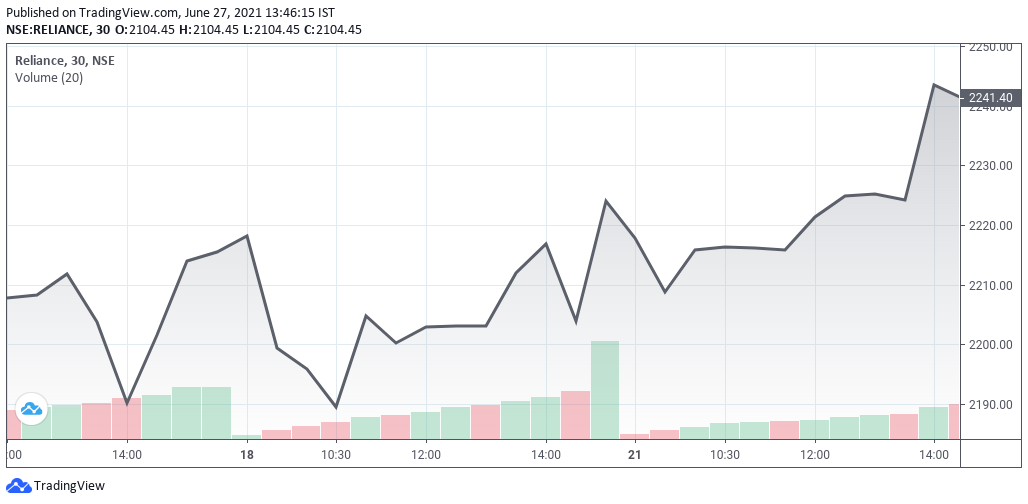 Published on TradingView.com, June 27, 2021 13:46:15 IST
NSE:RELIANCE, 30 O:2104.45 H:2104.45 L:2104.45 C:2104.45
Reliance, 30, NSE
Volume (20)
2250.00
2241.40
2240.00
2230.00
2220.00
2210.00
2200.00
2190.00
:00 14:00 18 10:30 12:00 14:00 21 10:30 12:00 14:00
TradingView